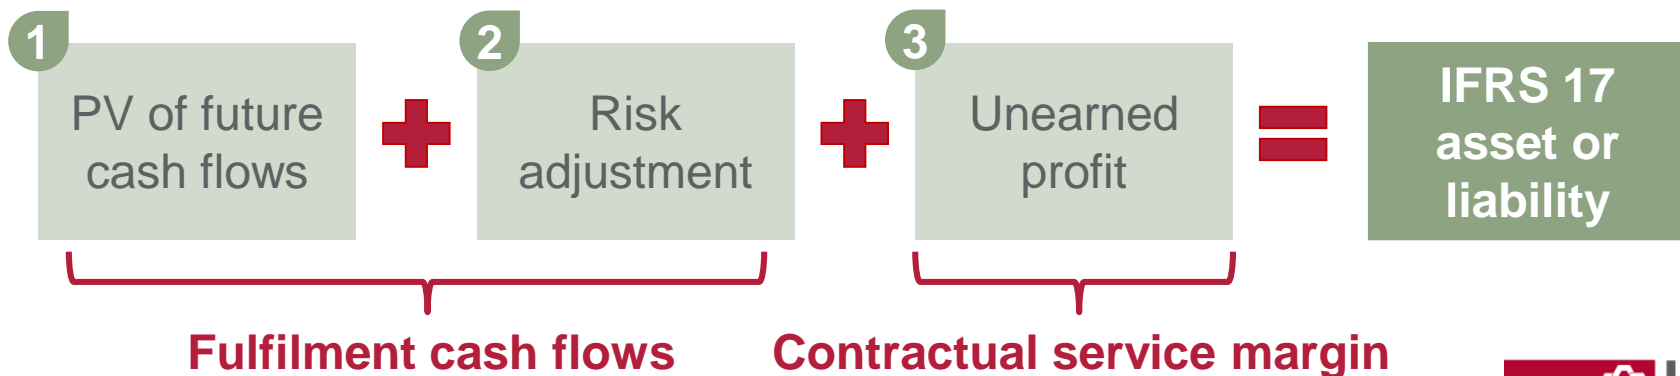 1
PV of future
cash flows
2
Risk
adjustment
3
Unearned
profit
IFRS 17
asset or
liability
Fulfilment cash flows
Contractual service margin